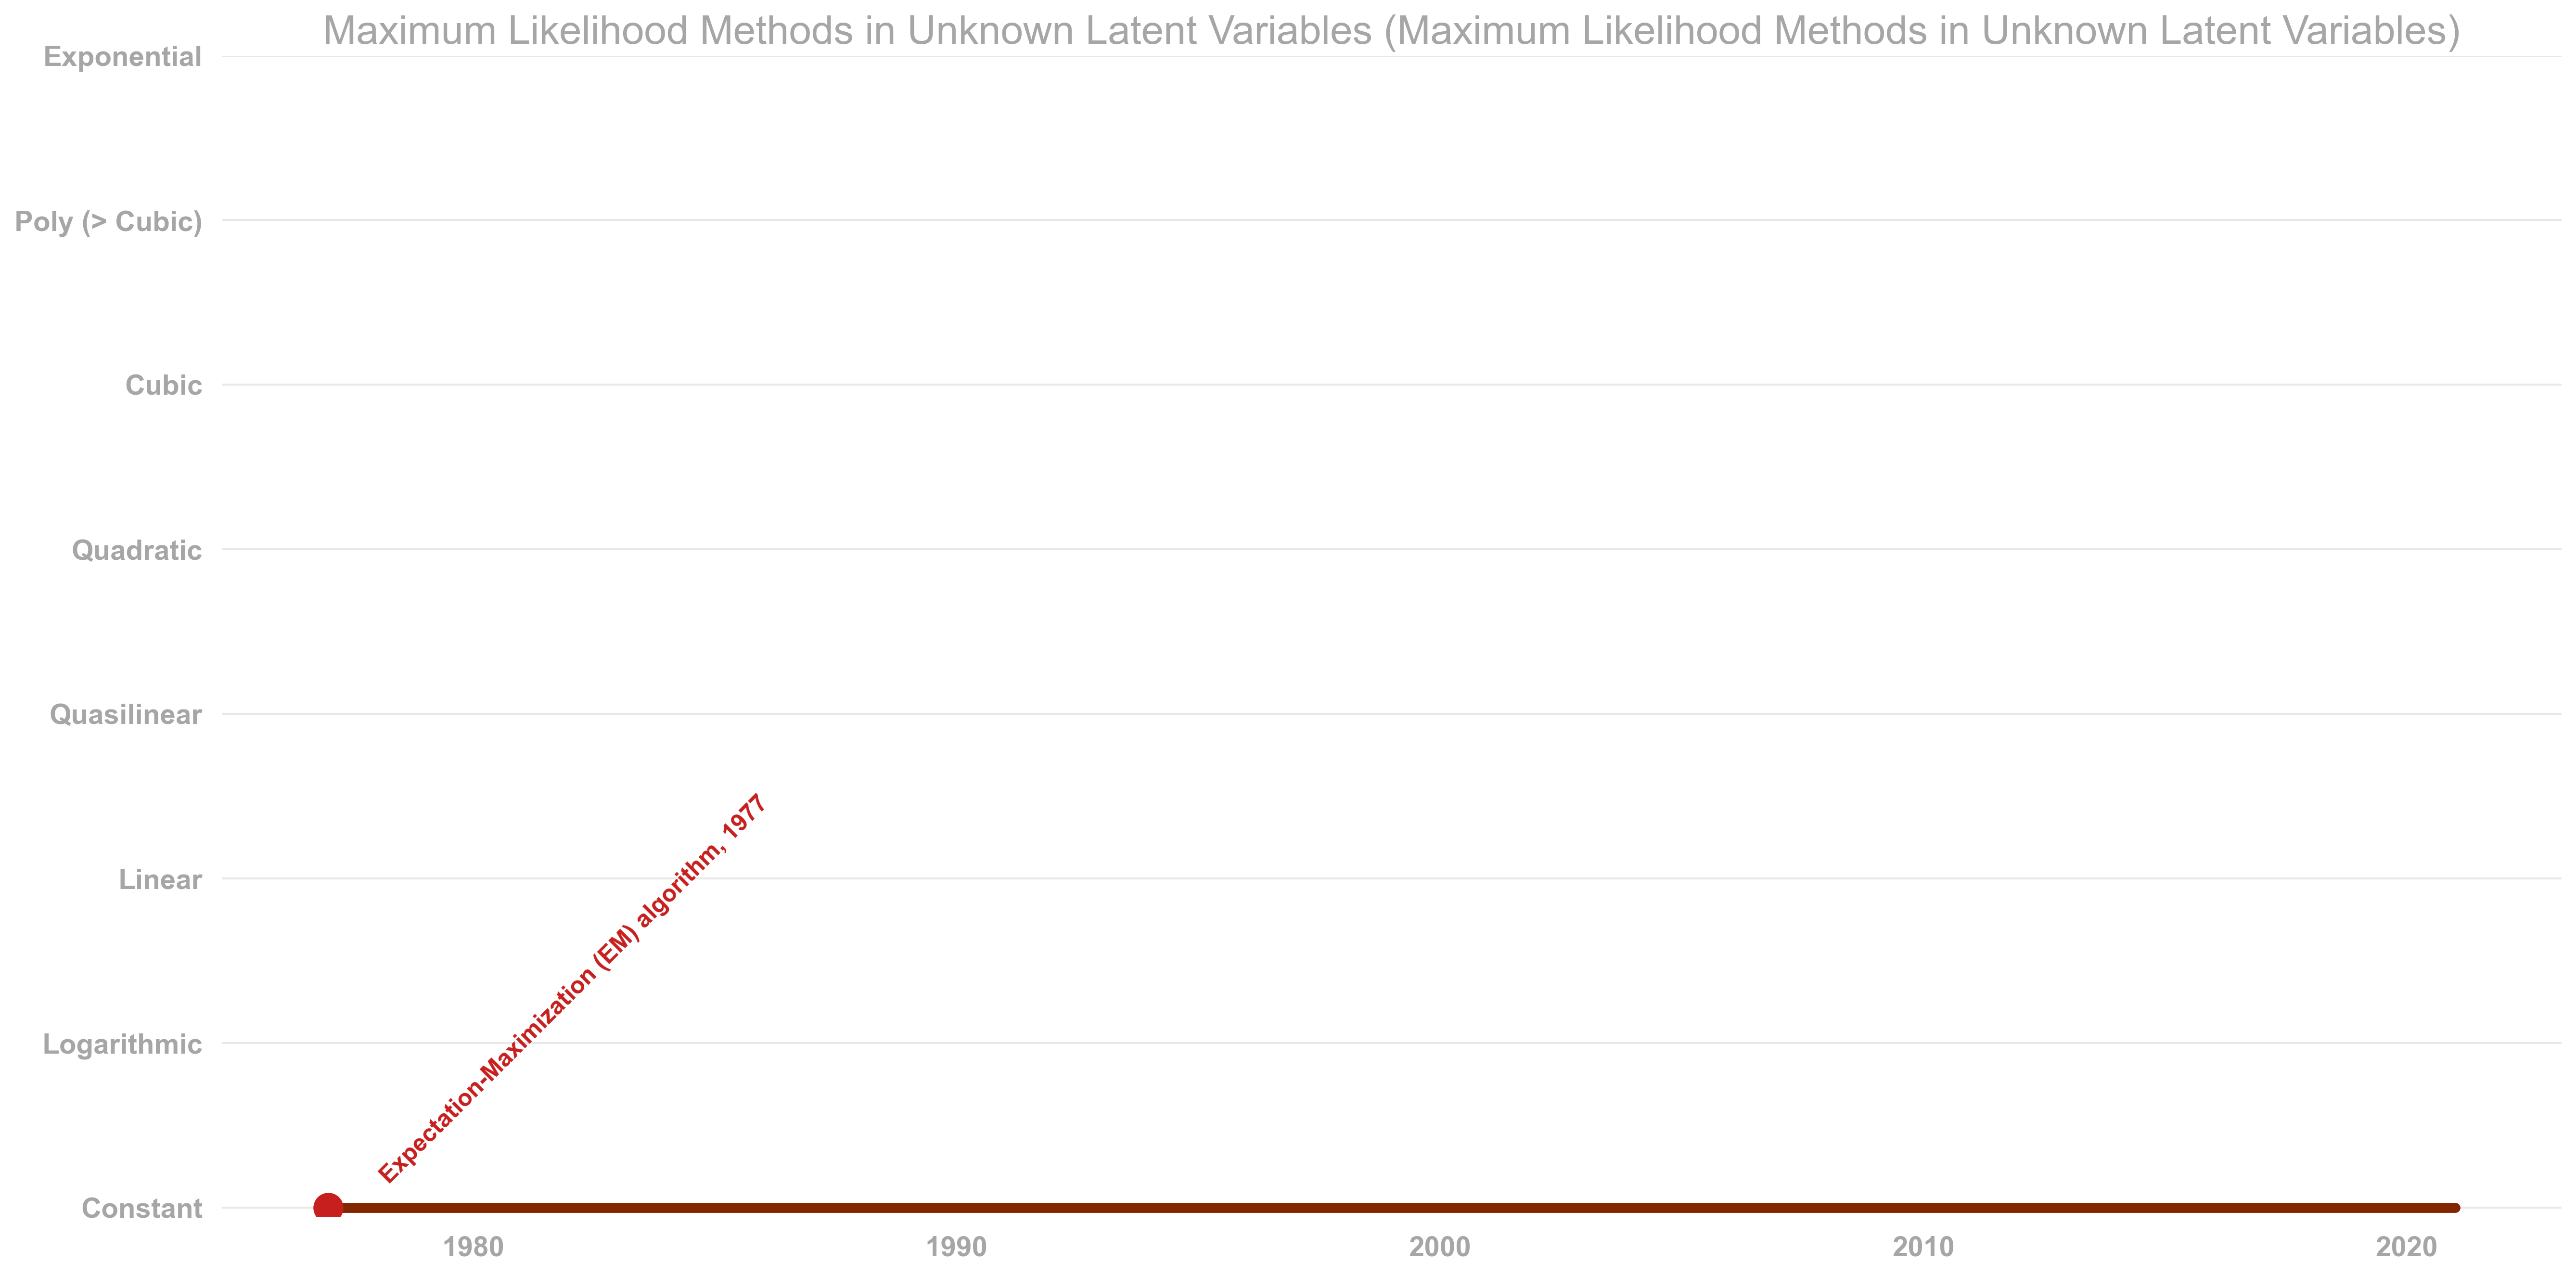 Maximum Likelihood Methods in Unknown Latent Variables (Maximum Likelihood Methods in Unknown Latent Variables)
Exponential
Poly (> Cubic)
Cubic
Quadratic
Quasilinear
Linear
Logarithmic
Constant
Expectation-Maximization (EM) algorithm, 1977
1980
1990
2000
2010
2020